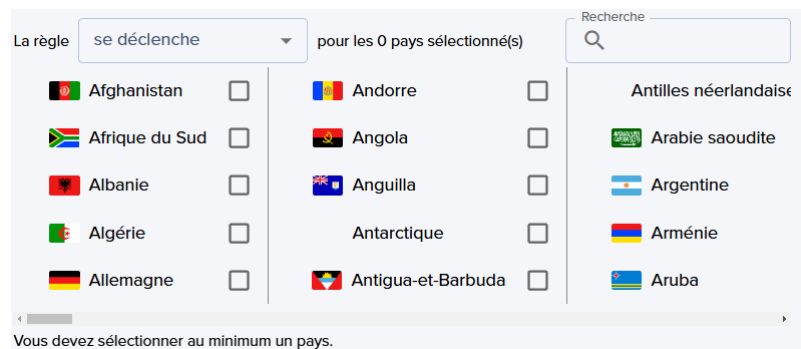 Recherche
La règle se déclenche pour les 0 pays sélectionné(s)
Afghanistan
Afrique du Sud
Albanie
Algérie
Allemagne
Andorre
Angola
Anguilla
Antarctique
Antigua-et-Barbuda
Antilles néerlandaise
Arabie saoudite
Argentine
Arménie
Aruba
Vous devez sélectionner au minimum un pays.